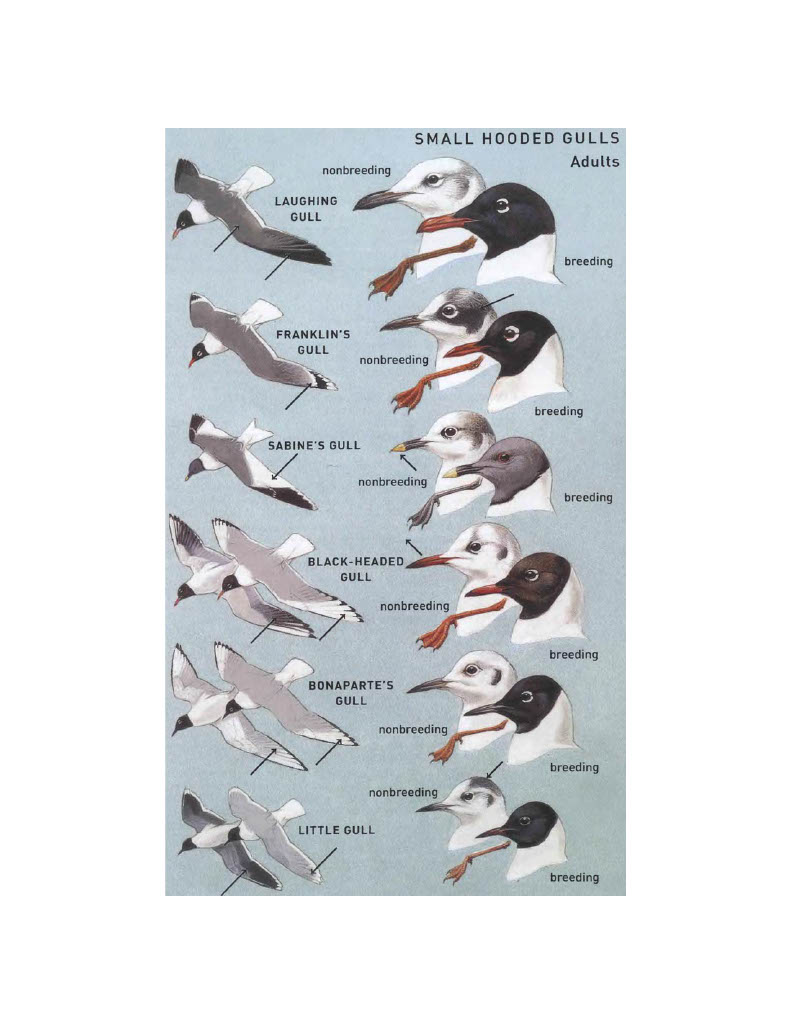 SMALL HOODED GULLS
Adults
nonbreeding
LAUGHING
GULL
breeding
FRANKLIN'S
GULL
nonbreeding
breeding
SABINE'S GULL
nonbreeding
breeding
BLACK-HEADED
GULL
nonbreeding
breeding
BONAPARTE'S
GULL
nonbreeding
breeding
nonbreeding
LITTLE GULL
breeding